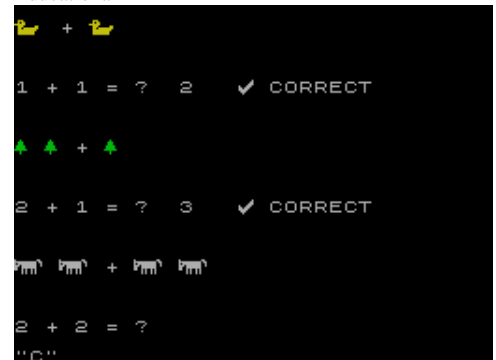 +
1 + 1 = ? 2 ✓ CORRECT
+
2 + 1 = ? 3 ✓ CORRECT
+
2 + 2 = ?
"C"